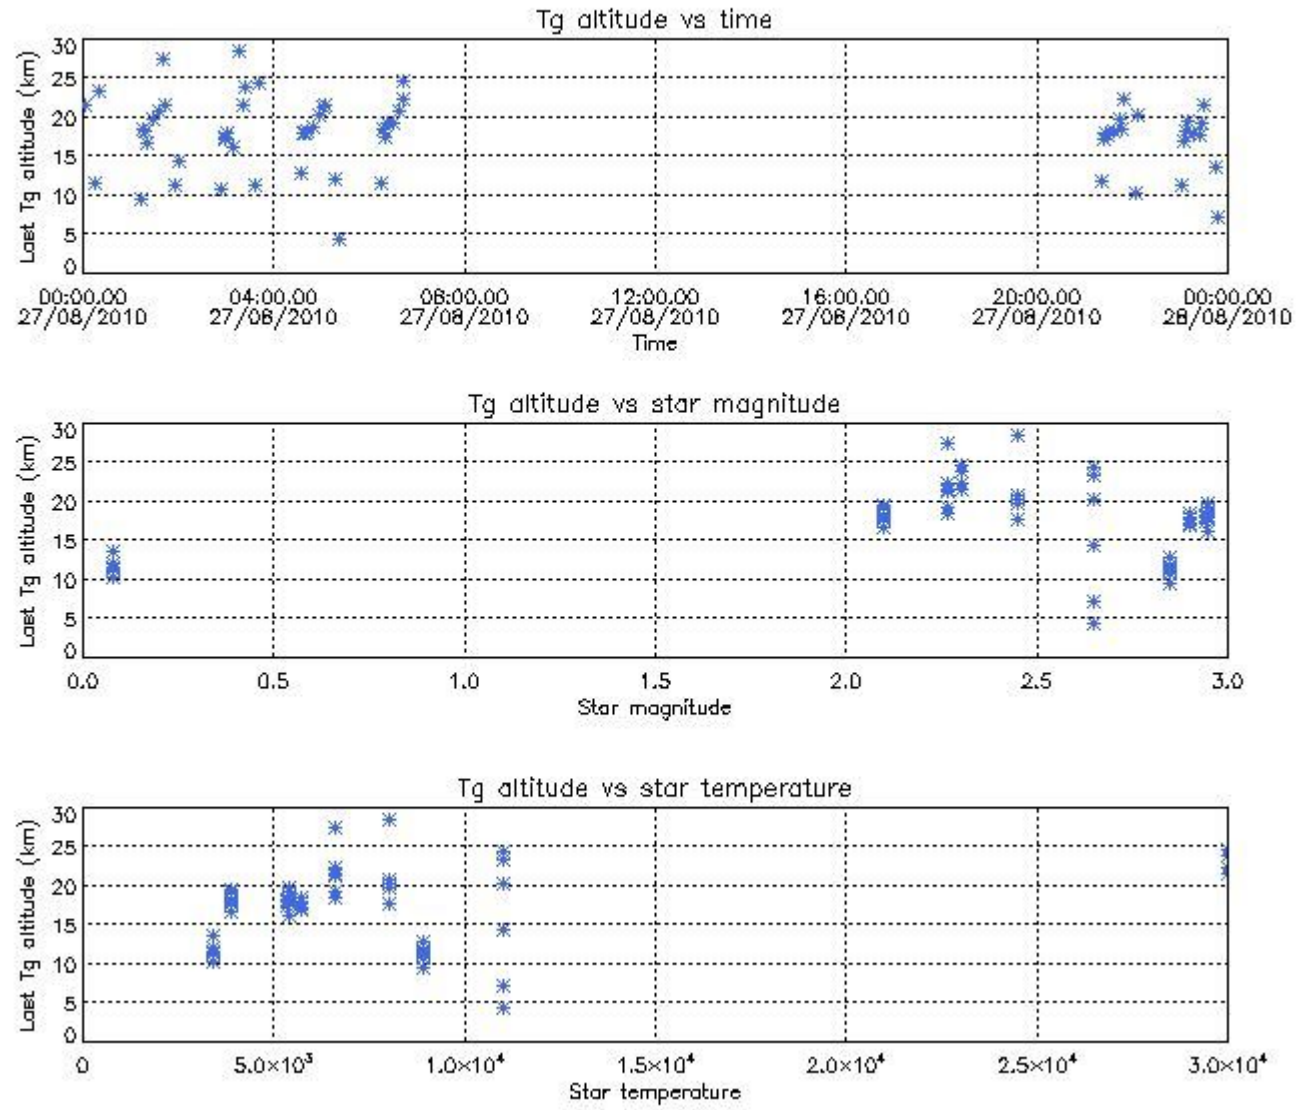 Tg altitude vs time
Last Tg altitude (km)
30
25
20
15
10
5
0
00:00.00 04:00.00 08:00.00 12:00.00 16:00.00 20:00.00 00:00.00
27/08/2010 27/08/2010 27/08/2010 27/08/2010 27/08/2010 27/08/2010 28/08/2010
Time
Tg altitude vs star magnitude
Last Tg altitude (km)
30
25
20
15
10
5
0
0.0 0.5 1.0 1.5 2.0 2.5 3.0
Star magnitude
Tg altitude vs star temperature
Last Tg altitude (km)
30
25
20
15
10
5
0
0 5.0×10³ 1.0×10⁴ 1.5×10⁴ 2.0×10⁴ 2.5×10⁴ 3.0×10⁴
Star temperature